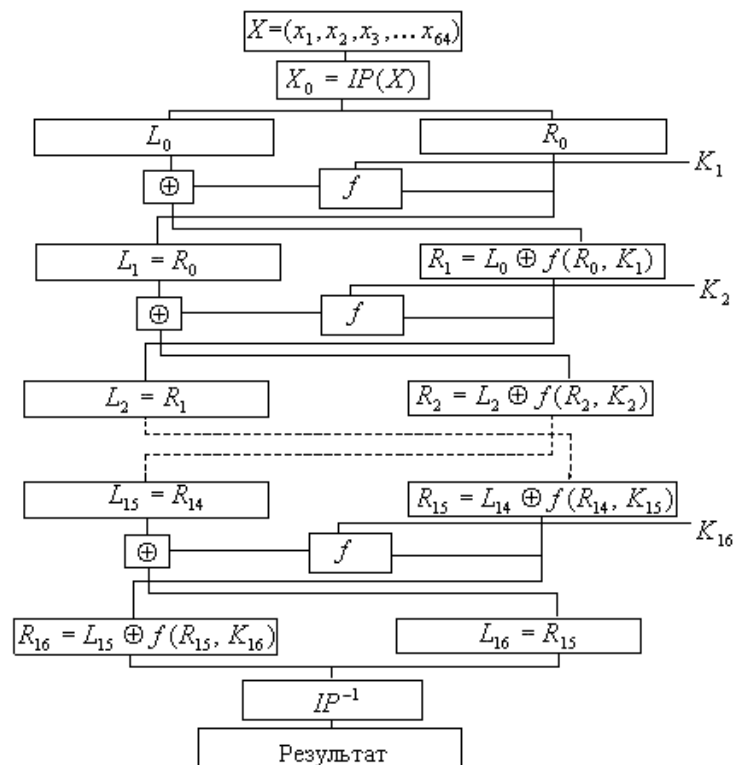 X=(x₁, x₂, x₃, … x₆₄)
X₀ = IP(X)
L₀
R₀
K₁
⊕
f
L₁ = R₀
R₁ = L₀ ⊕ f(R₀, K₁)
K₂
⊕
f
L₂ = R₁
R₂ = L₂ ⊕ f(R₂, K₂)
L₁₅ = R₁₄
R₁₅ = L₁₄ ⊕ f(R₁₄, K₁₅)
K₁₆
⊕
f
R₁₆ = L₁₅ ⊕ f(R₁₅, K₁₆)
L₁₆ = R₁₅
IP⁻¹
Результат